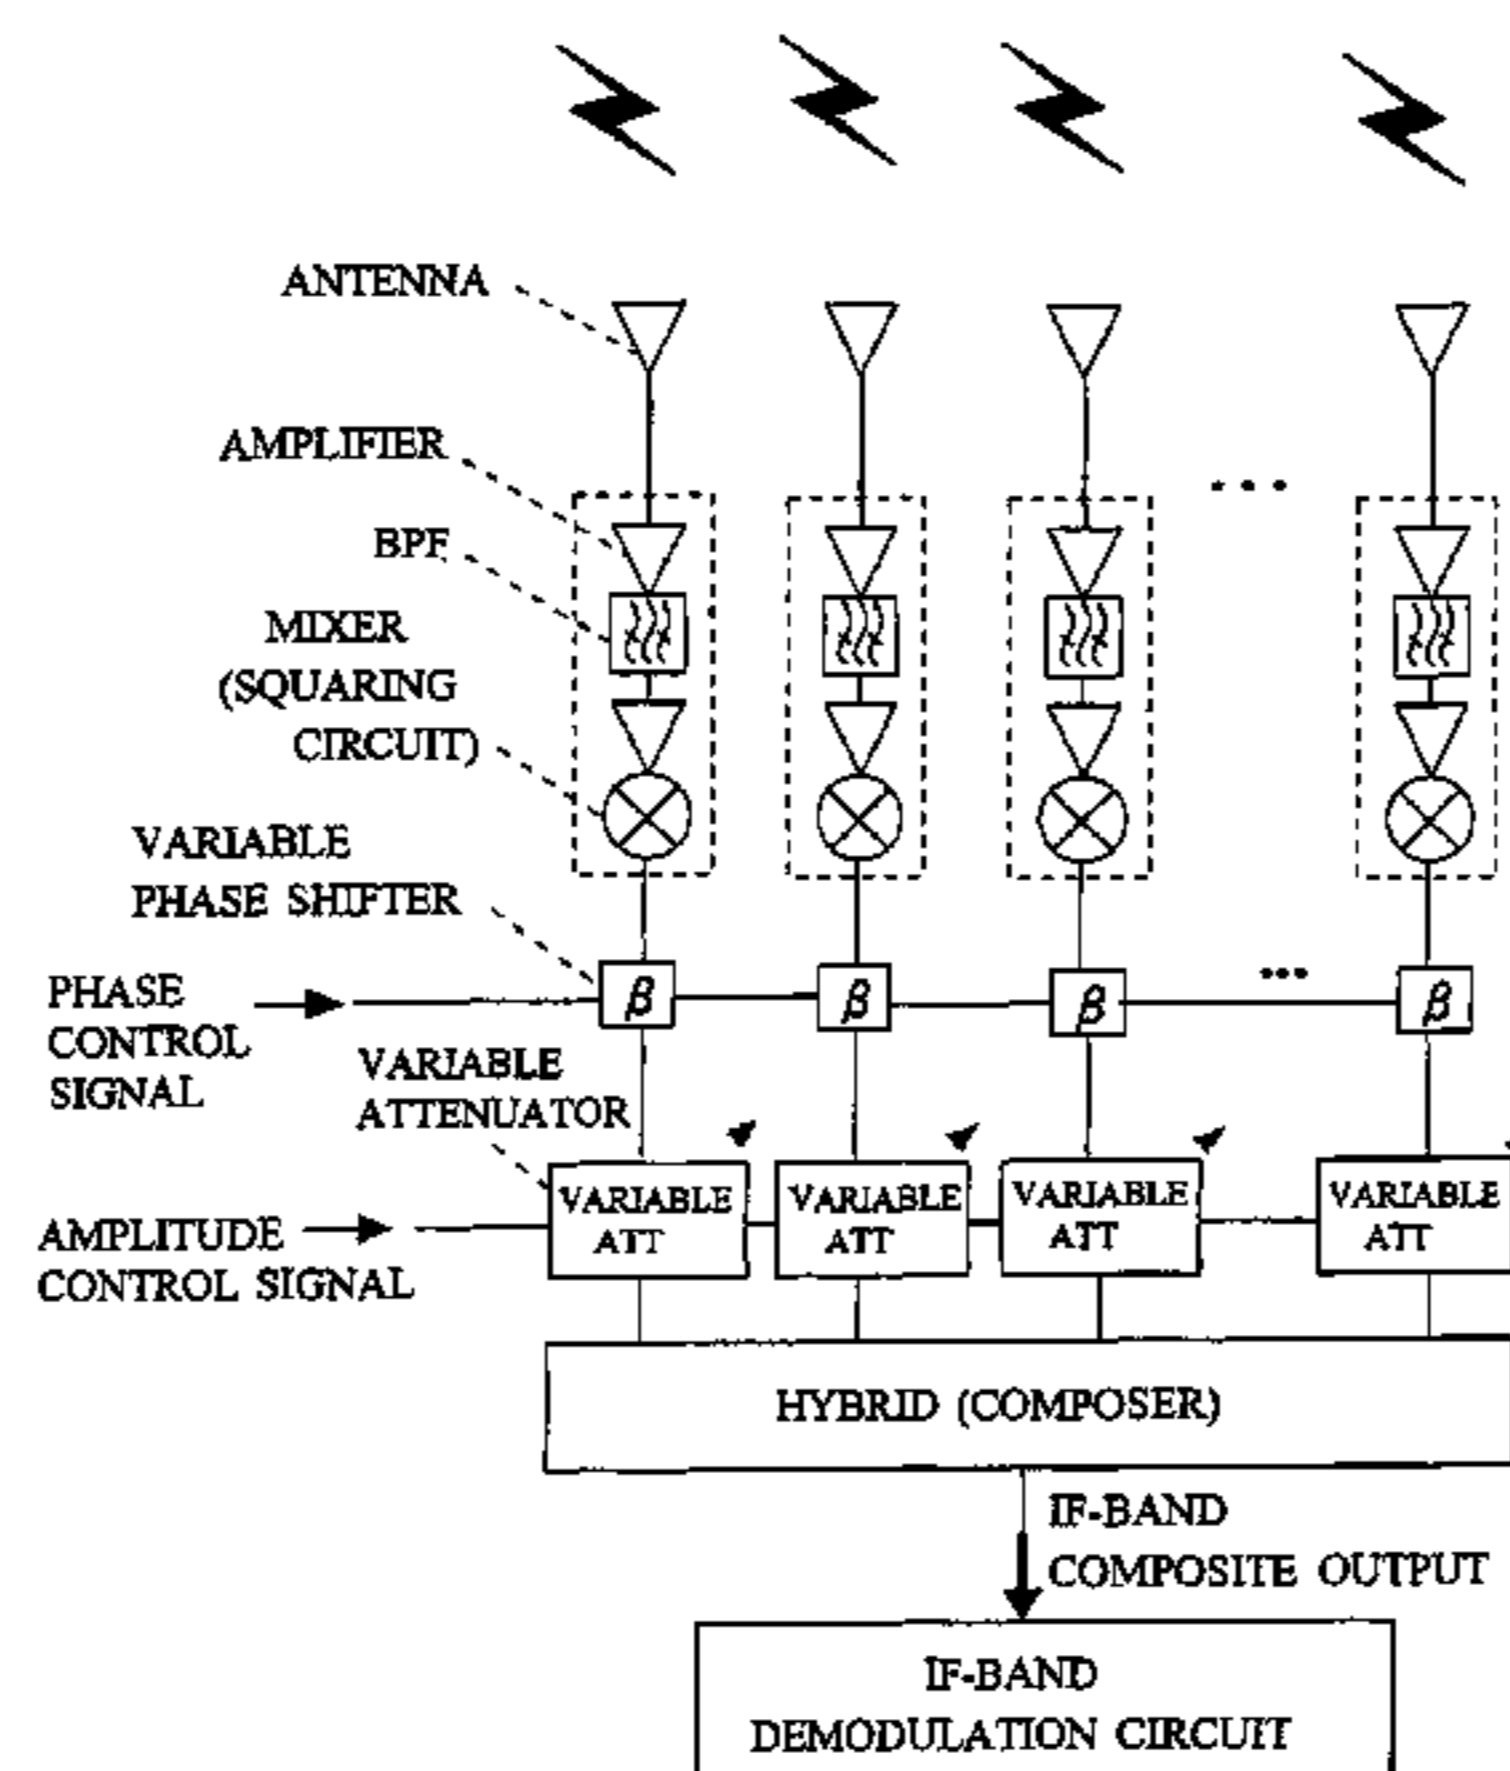 ANTENNA
AMPLIFIER
BPF
MIXER
(SQUARING
CIRCUIT)
VARIABLE
PHASE SHIFTER
β β β β
PHASE
CONTROL
SIGNAL
VARIABLE
ATTENUATOR
VARIABLE
ATT
VARIABLE
ATT
VARIABLE
ATT
VARIABLE
ATT
AMPLITUDE
CONTROL SIGNAL
HYBRID (COMPOSER)
IF-BAND
COMPOSITE OUTPUT
IF-BAND
DEMODULATION CIRCUIT